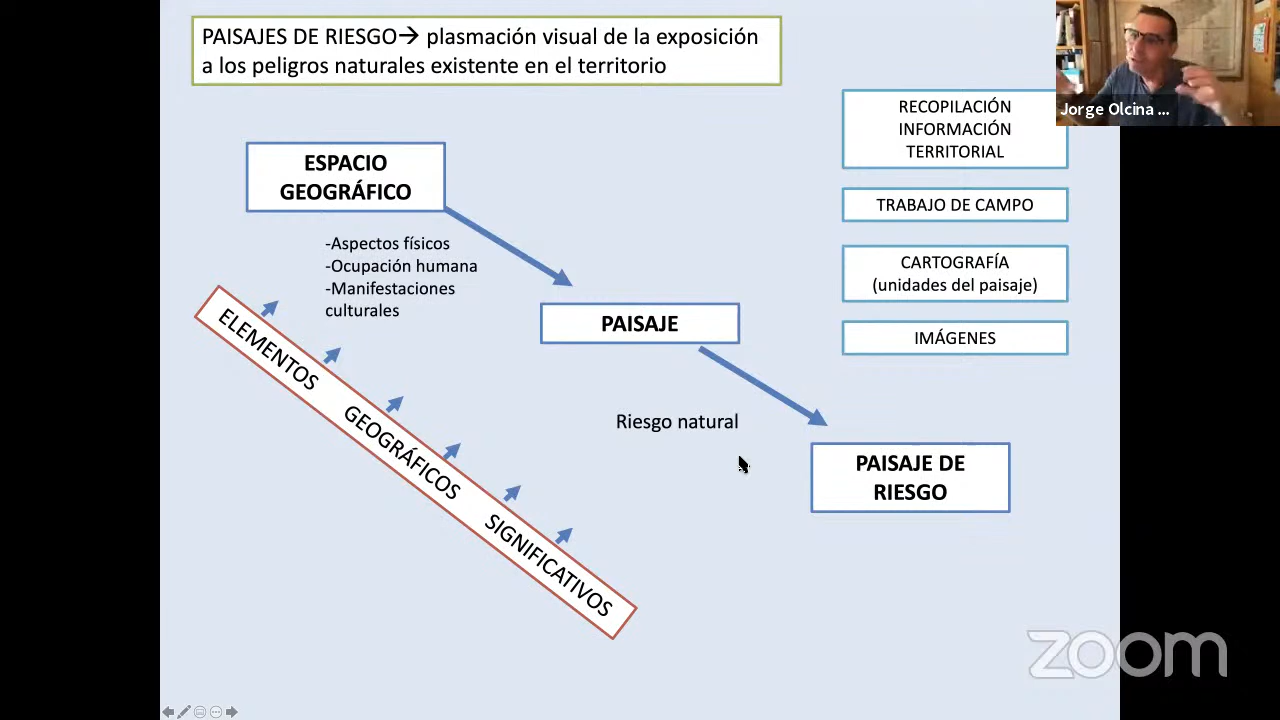 PAISAJES DE RIESGO→ plasmación visual de la exposición
a los peligros naturales existente en el territorio
Jorge Olcina ...
RECOPILACIÓN
INFORMACIÓN
TERRITORIAL
ESPACIO
GEOGRÁFICO
TRABAJO DE CAMPO
-Aspectos físicos
-Ocupación humana
-Manifestaciones
culturales
CARTOGRAFÍA
(unidades del paisaje)
PAISAJE
IMÁGENES
ELEMENTOS GEOGRÁFICOS SIGNIFICATIVOS
Riesgo natural
PAISAJE DE
RIESGO
zoom